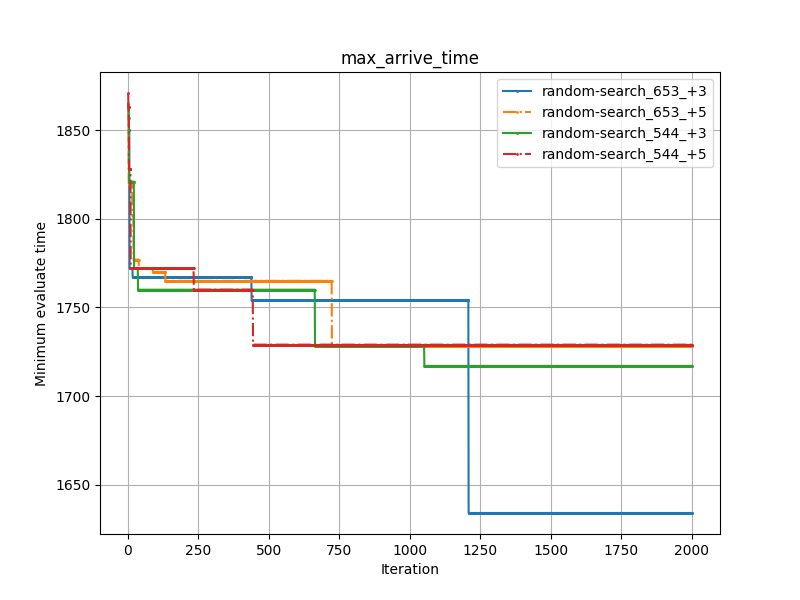 max_arrive_time
random-search_653_+3
random-search_653_+5
random-search_544_+3
random-search_544_+5
Minimum evaluate time
1850
1800
1750
1700
1650
0 250 500 750 1000 1250 1500 1750 2000
Iteration